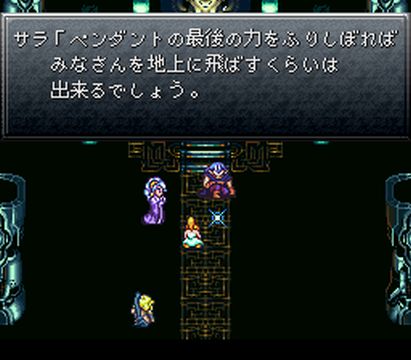 サラ「ペンダントの最後の力をふりしぼれば
みなさんを地上に飛ばすくらいは
出来るでしょう。